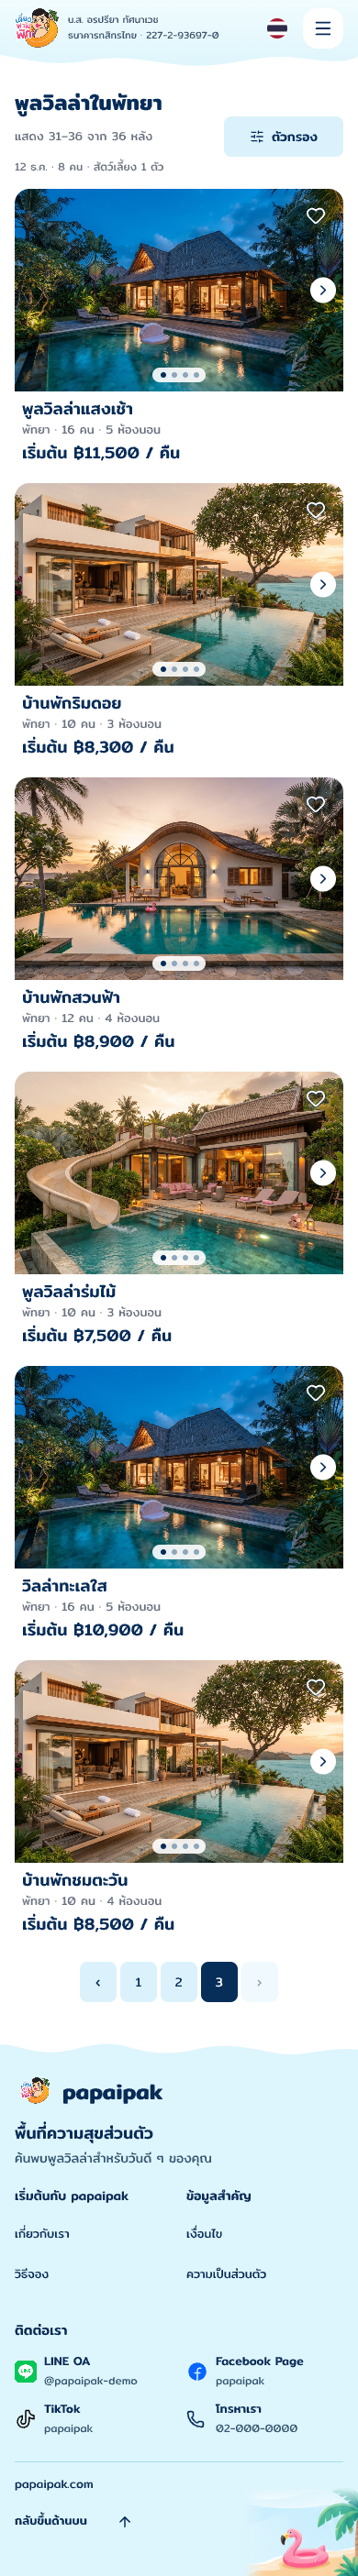 น.ส. อรปรียา ทัศนาเวช
ธนาคารกสิกรไทย · 227-2-93697-0
พูลวิลล่าในพัทยา
แสดง 31–36 จาก 36 หลัง
ตัวกรอง
12 ธ.ค. · 8 คน · สัตว์เลี้ยง 1 ตัว
พูลวิลล่าแสงเช้า
พัทยา · 16 คน · 5 ห้องนอน
เริ่มต้น ฿11,500 / คืน
บ้านพักริมดอย
พัทยา · 10 คน · 3 ห้องนอน
เริ่มต้น ฿8,300 / คืน
บ้านพักสวนฟ้า
พัทยา · 12 คน · 4 ห้องนอน
เริ่มต้น ฿8,900 / คืน
พูลวิลล่าร่มไม้
พัทยา · 10 คน · 3 ห้องนอน
เริ่มต้น ฿7,500 / คืน
วิลล่าทะเลใส
พัทยา · 16 คน · 5 ห้องนอน
เริ่มต้น ฿10,900 / คืน
บ้านพักชมตะวัน
พัทยา · 10 คน · 4 ห้องนอน
เริ่มต้น ฿8,500 / คืน
‹ 1 2 3 ›
papaipak
พื้นที่ความสุขส่วนตัว
ค้นพบพูลวิลล่าสำหรับวันดี ๆ ของคุณ
เริ่มต้นกับ papaipak
ข้อมูลสำคัญ
เกี่ยวกับเรา
เงื่อนไข
วิธีจอง
ความเป็นส่วนตัว
ติดต่อเรา
LINE OA
@papaipak-demo
Facebook Page
papaipak
TikTok
papaipak
โทรหาเรา
02-000-0000
papaipak.com
กลับขึ้นด้านบน